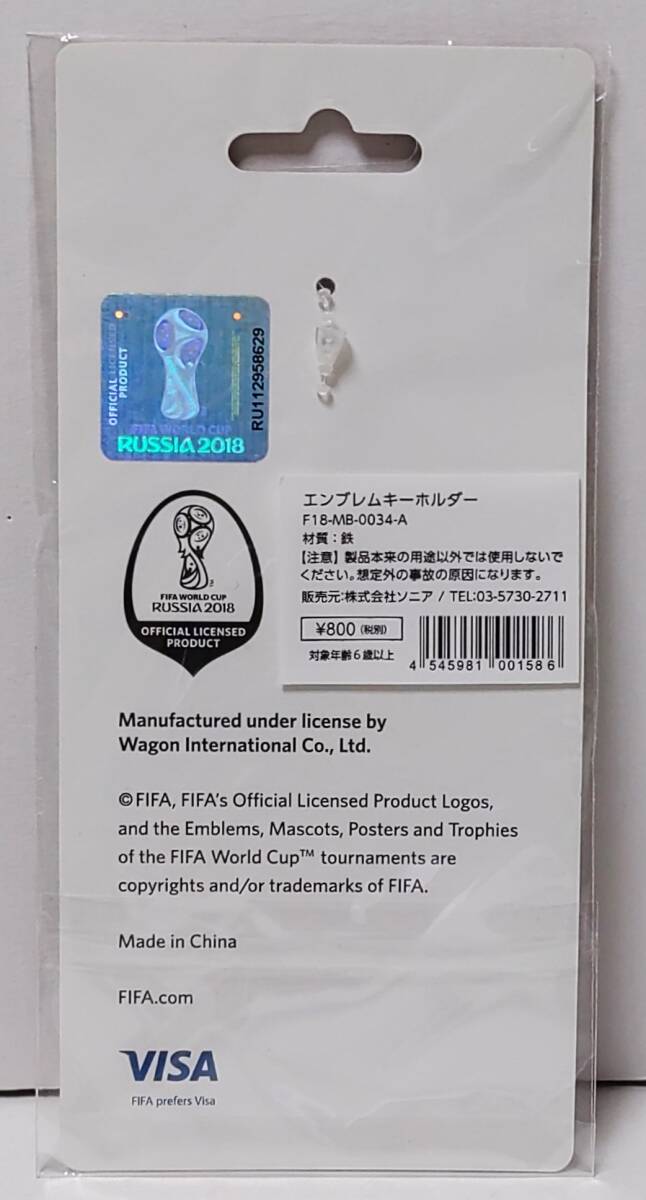 OFFICIAL LICENSED
PRODUCT
RU112958629
FIFA WORLD CUP
RUSSIA 2018
エンブレムキーホルダー
F18-MB-0034-A
材質：鉄
【注意】製品本来の用途以外では使用しないで
ください。想定外の事故の原因になります。
販売元:株式会社ソニア / TEL:03-5730-2711
¥800 (税別)
対象年齢6歳以上
4 545981 001586
FIFA WORLD CUP
RUSSIA 2018
OFFICIAL LICENSED
PRODUCT
Manufactured under license by
Wagon International Co., Ltd.
©FIFA, FIFA's Official Licensed Product Logos,
and the Emblems, Mascots, Posters and Trophies
of the FIFA World Cup™ tournaments are
copyrights and/or trademarks of FIFA.
Made in China
FIFA.com
VISA
FIFA prefers Visa